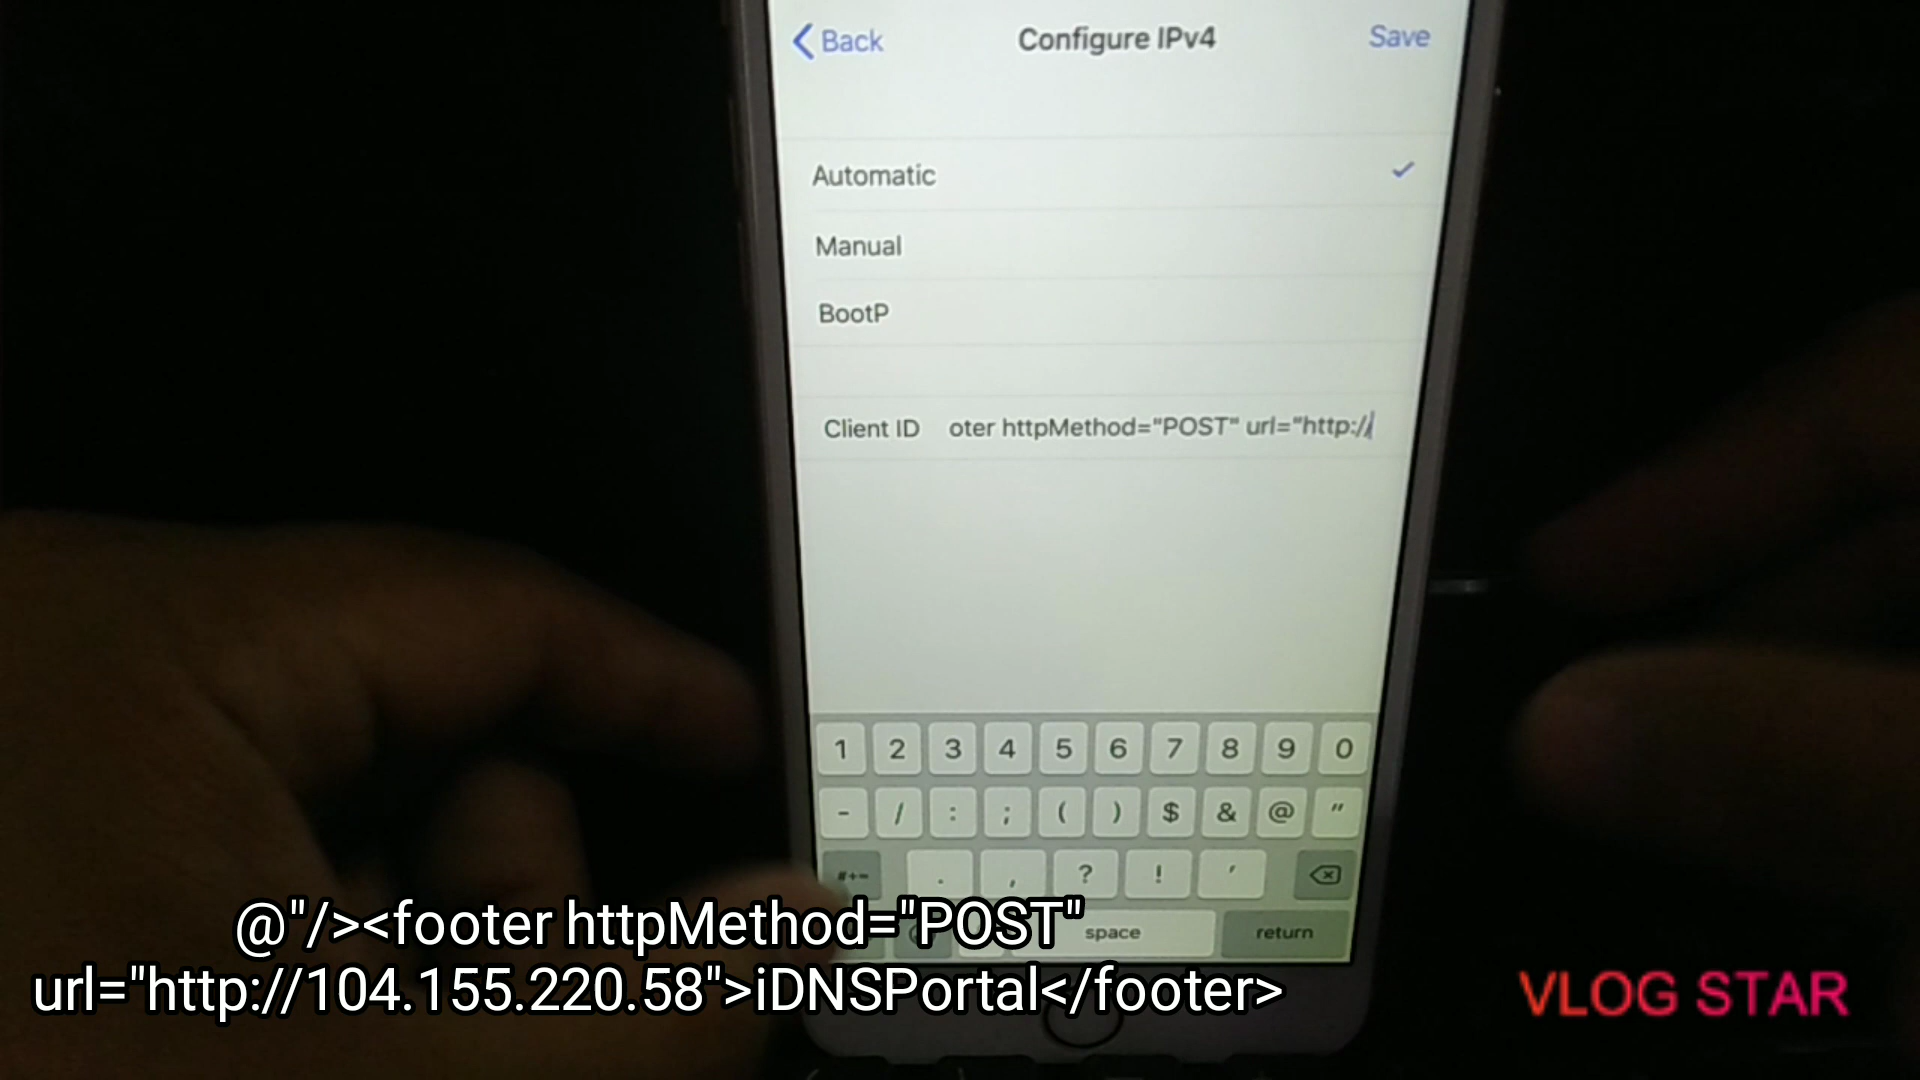 Back Configure IPv4 Save
Automatic
Manual
BootP
Client ID oter httpMethod="POST" url="http://
1 2 3 4 5 6 7 8 9 0
- / : ; ( ) $ & @ "
#+= . , ? ! '
space return
@"/><footer httpMethod="POST"
url="http://104.155.220.58">iDNSPortal</footer>
VLOG STAR